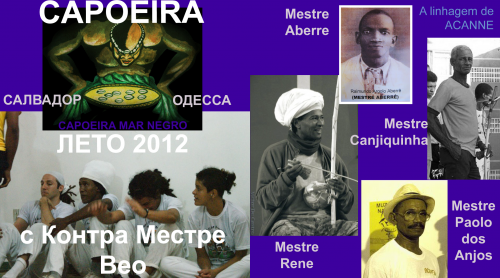 CAPOEIRA
САЛВАДОР
ОДЕССА
CAPOEIRA MAR NEGRO
ЛЕТО 2012
с Контра Местре
Вео
Mestre
Aberre
(MESTRE ABERRÊ)
A linhagem de
ACANNE
Mestre
Canjiquinha
Mestre
Rene
Mestre
Paolo
dos
Anjos